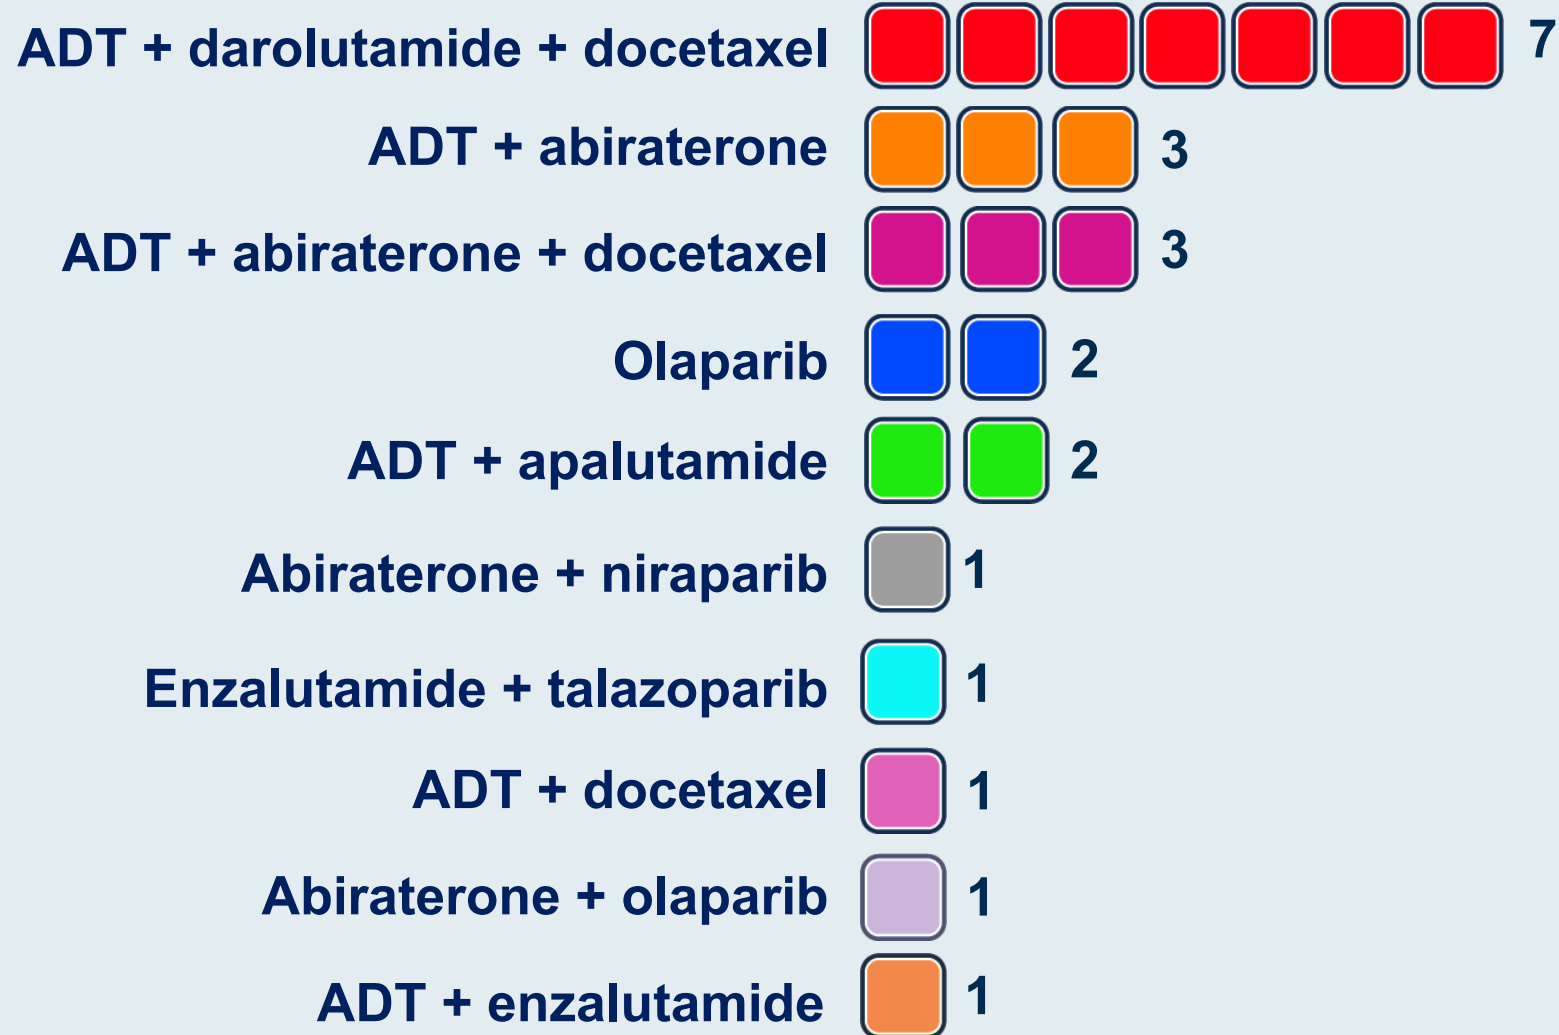 ADT + darolutamide + docetaxel 7
ADT + abiraterone 3
ADT + abiraterone + docetaxel 3
Olaparib 2
ADT + apalutamide 2
Abiraterone + niraparib 1
Enzalutamide + talazoparib 1
ADT + docetaxel 1
Abiraterone + olaparib 1
ADT + enzalutamide 1